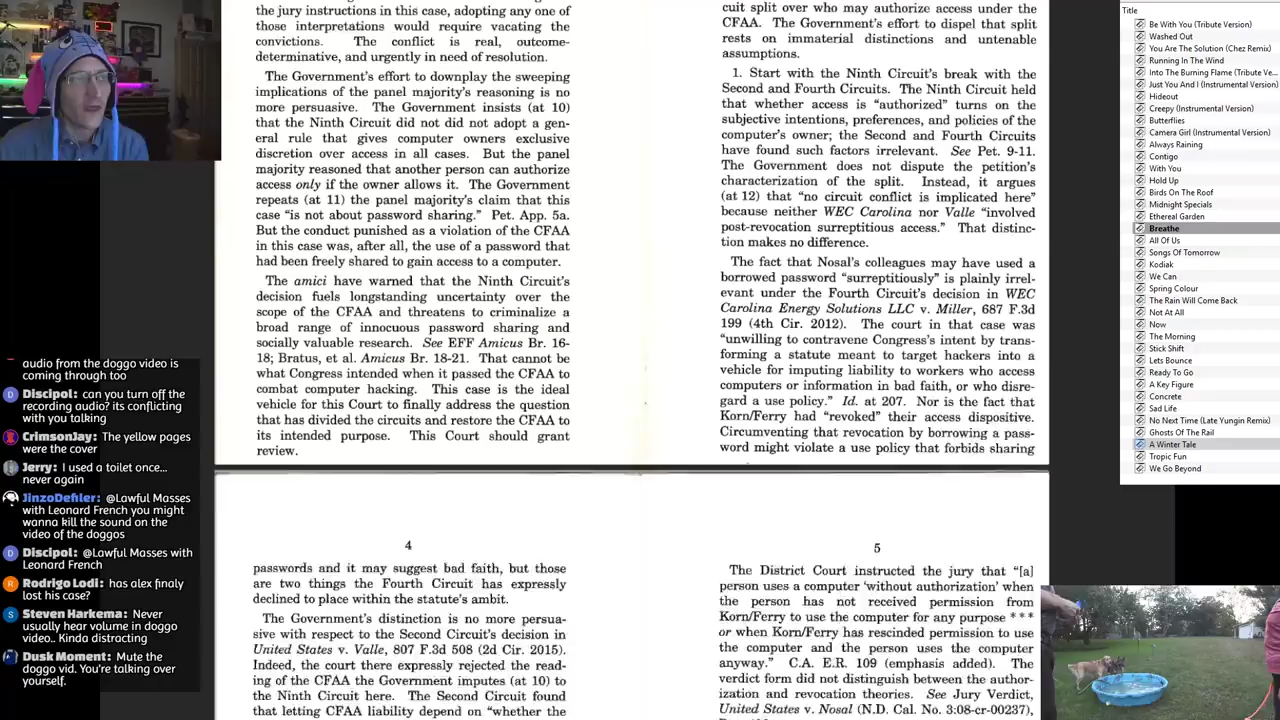 the jury instructions in this case, adopting any one of
those interpretations would require vacating the
convictions. The conflict is real, outcome-
determinative, and urgently in need of resolution.
The Government's effort to downplay the sweeping
implications of the panel majority's reasoning is no
more persuasive. The Government insists (at 10)
that the Ninth Circuit did not did not adopt a gen-
eral rule that gives computer owners exclusive
discretion over access in all cases. But the panel
majority reasoned that another person can authorize
access only if the owner allows it. The Government
repeats (at 11) the panel majority's claim that this
case "is not about password sharing." Pet. App. 5a.
But the conduct punished as a violation of the CFAA
in this case was, after all, the use of a password that
had been freely shared to gain access to a computer.
The amici have warned that the Ninth Circuit's
decision fuels longstanding uncertainty over the
scope of the CFAA and threatens to criminalize a
broad range of innocuous password sharing and
socially valuable research. See EFF Amicus Br. 16-
18; Bratus, et al. Amicus Br. 18-21. That cannot be
what Congress intended when it passed the CFAA to
combat computer hacking. This case is the ideal
vehicle for this Court to finally address the question
that has divided the circuits and restore the CFAA to
its intended purpose. This Court should grant
review.
cuit split over who may authorize access under the
CFAA. The Government's effort to dispel that split
rests on immaterial distinctions and untenable
assumptions.
1. Start with the Ninth Circuit's break with the
Second and Fourth Circuits. The Ninth Circuit held
that whether access is "authorized" turns on the
subjective intentions, preferences, and policies of the
computer's owner; the Second and Fourth Circuits
have found such factors irrelevant. See Pet. 9-11.
The Government does not dispute the petition's
characterization of the split. Instead, it argues
(at 12) that "no circuit conflict is implicated here"
because neither WEC Carolina nor Valle "involved
post-revocation surreptitious access." That distinc-
tion makes no difference.
The fact that Nosal's colleagues may have used a
borrowed password "surreptitiously" is plainly irrel-
evant under the Fourth Circuit's decision in WEC
Carolina Energy Solutions LLC v. Miller, 687 F.3d
199 (4th Cir. 2012). The court in that case was
"unwilling to contravene Congress's intent by trans-
forming a statute meant to target hackers into a
vehicle for imputing liability to workers who access
computers or information in bad faith, or who disre-
gard a use policy." Id. at 207. Nor is the fact that
Korn/Ferry had "revoked" their access dispositive.
Circumventing that revocation by borrowing a pass-
word might violate a use policy that forbids sharing
4
passwords and it may suggest bad faith, but those
are two things the Fourth Circuit has expressly
declined to place within the statute's ambit.
The Government's distinction is no more persua-
sive with respect to the Second Circuit's decision in
United States v. Valle, 807 F.3d 508 (2d Cir. 2015).
Indeed, the court there expressly rejected the read-
ing of the CFAA the Government imputes (at 10) to
the Ninth Circuit here. The Second Circuit found
that letting CFAA liability depend on "whether the
5
The District Court instructed the jury that "[a]
person uses a computer 'without authorization' when
the person has not received permission from
Korn/Ferry to use the computer for any purpose * * *
or when Korn/Ferry has rescinded permission to use
the computer and the person uses the computer
anyway." C.A. E.R. 109 (emphasis added). The
verdict form did not distinguish between the author-
ization and revocation theories. See Jury Verdict,
United States v. Nosal (N.D. Cal. No. 3:08-cr-00237),
audio from the doggo video is
coming through too
Discipol: can you turn off the
recording audio? its conflicting
with you talking
CrimsonJay: The yellow pages
were the cover
Jerry: I used a toilet once...
never again
JinzoDefiler: @Lawful Masses
with Leonard French you might
wanna kill the sound on the
video of the doggos
Discipol: @Lawful Masses with
Leonard French
Rodrigo Lodi: has alex finaly
lost his case?
Steven Harkema: Never
usually hear volume in doggo
video.. Kinda distracting
Dusk Moment: Mute the
doggo vid. You're talking over
yourself.
Title
Be With You (Tribute Version)
Washed Out
You Are The Solution (Chez Remix)
Running In The Wind
Into The Burning Flame (Tribute Ve...
Just You And I (Instrumental Version)
Hideout
Creepy (Instrumental Version)
Butterflies
Camera Girl (Instrumental Version)
Always Raining
Contigo
With You
Hold Up
Birds On The Roof
Midnight Specials
Ethereal Garden
Breathe
All Of Us
Songs Of Tomorrow
Kodiak
We Can
Spring Colour
The Rain Will Come Back
Not At All
Now
The Morning
Stick Shift
Lets Bounce
Ready To Go
A Key Figure
Concrete
Sad Life
No Next Time (Late Yungin Remix)
Ghosts Of The Rail
A Winter Tale
Tropic Fun
We Go Beyond